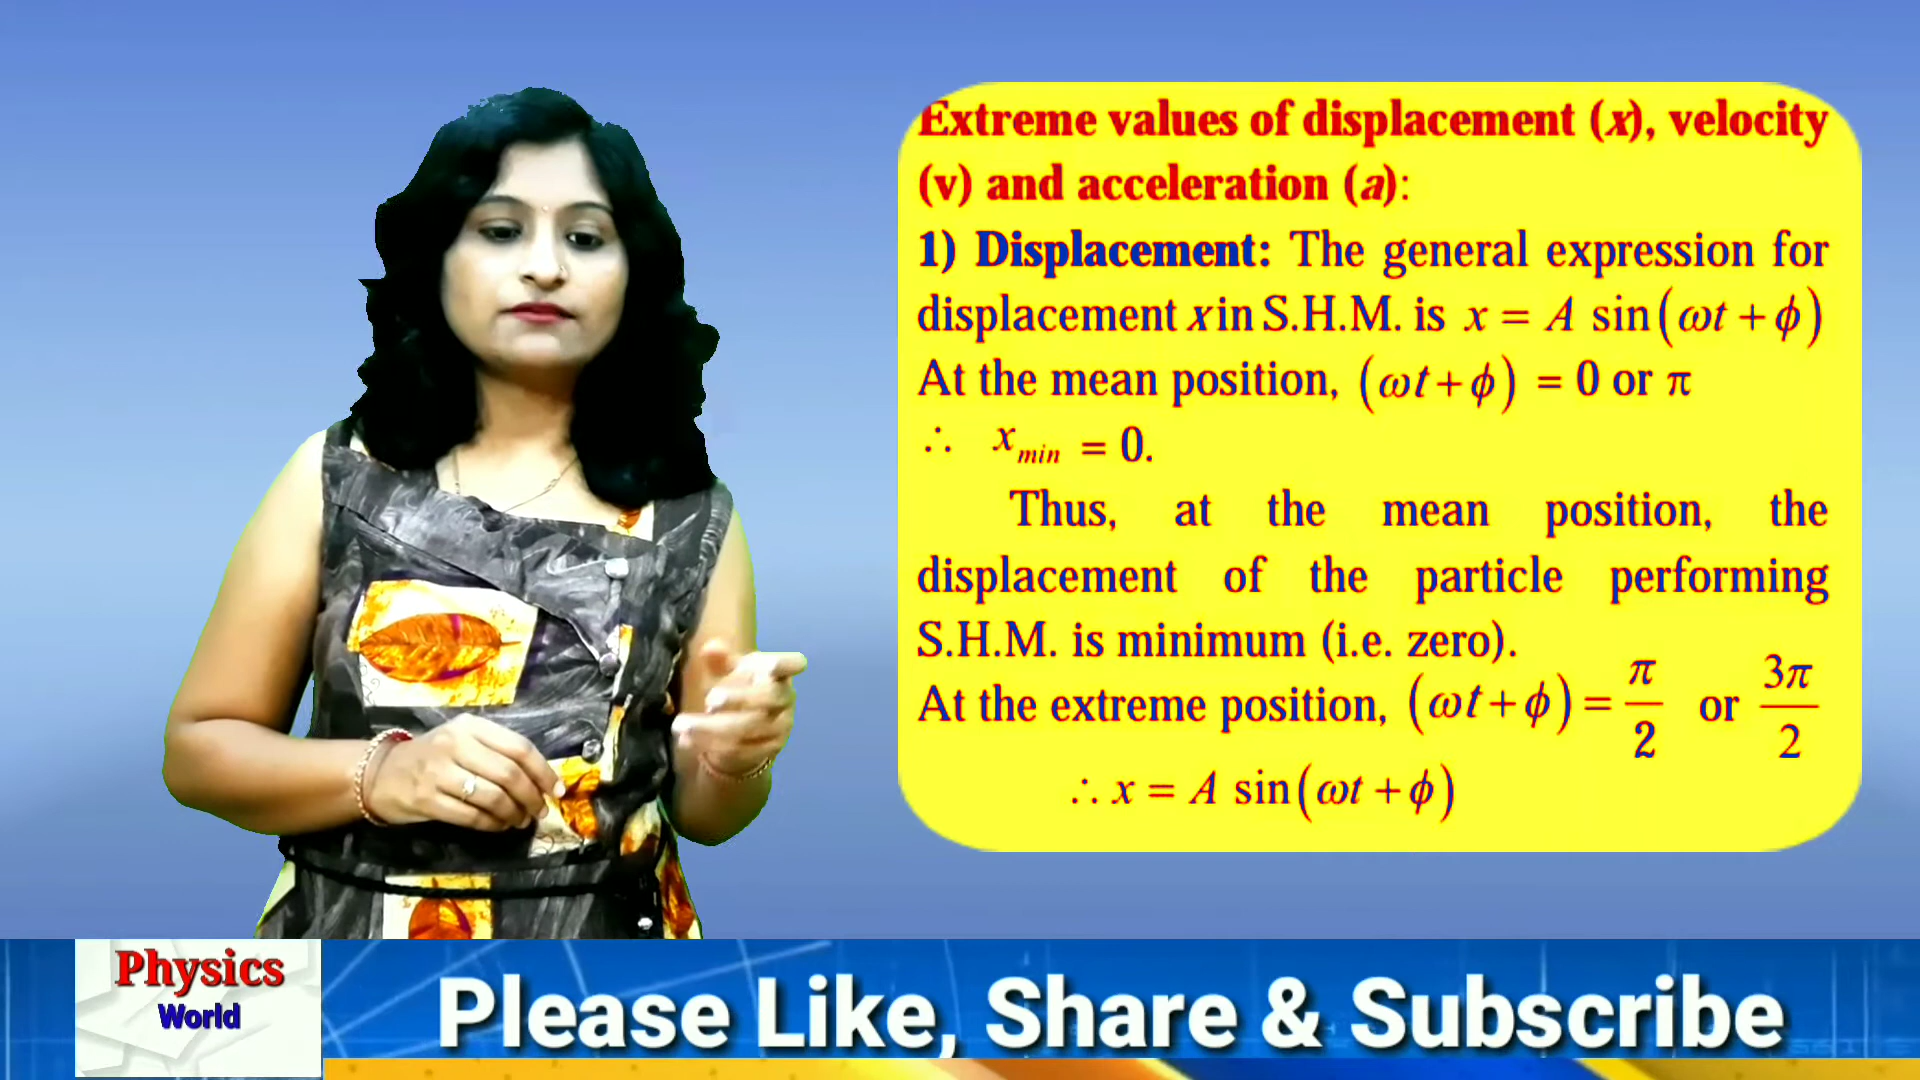 Extreme values of displacement (x), velocity
(v) and acceleration (a):
1) Displacement: The general expression for
displacement x in S.H.M. is x = A sin(ωt + ϕ)
At the mean position, (ωt + ϕ) = 0 or π
∴ x_min = 0.
Thus, at the mean position, the
displacement of the particle performing
S.H.M. is minimum (i.e. zero).
At the extreme position, (ωt + ϕ) = π/2 or 3π/2
∴ x = A sin(ωt + ϕ)
Physics
World
Please Like, Share & Subscribe